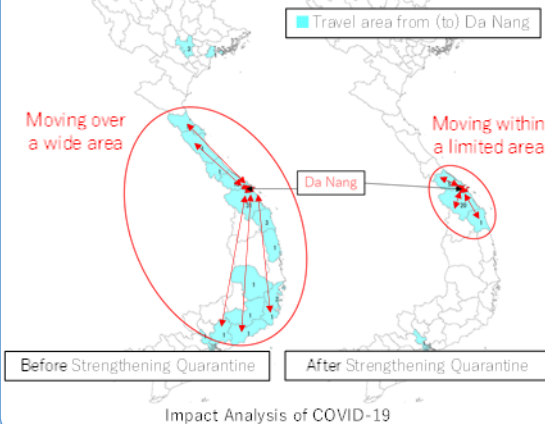 Travel area from (to) Da Nang
Moving over
a wide area
Moving within
a limited area
Da Nang
Before Strengthening Quarantine
After Strengthening Quarantine
Impact Analysis of COVID-19